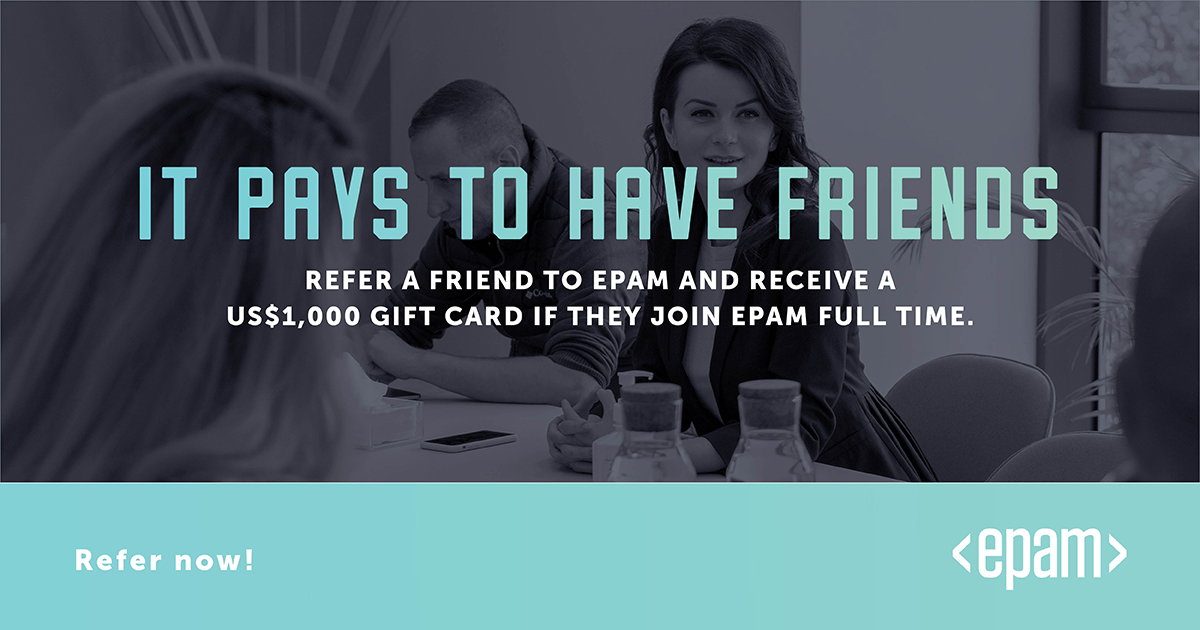 IT PAYS TO HAVE FRIENDS
REFER A FRIEND TO EPAM AND RECEIVE A
US$1,000 GIFT CARD IF THEY JOIN EPAM FULL TIME.
Refer now!
<epam>